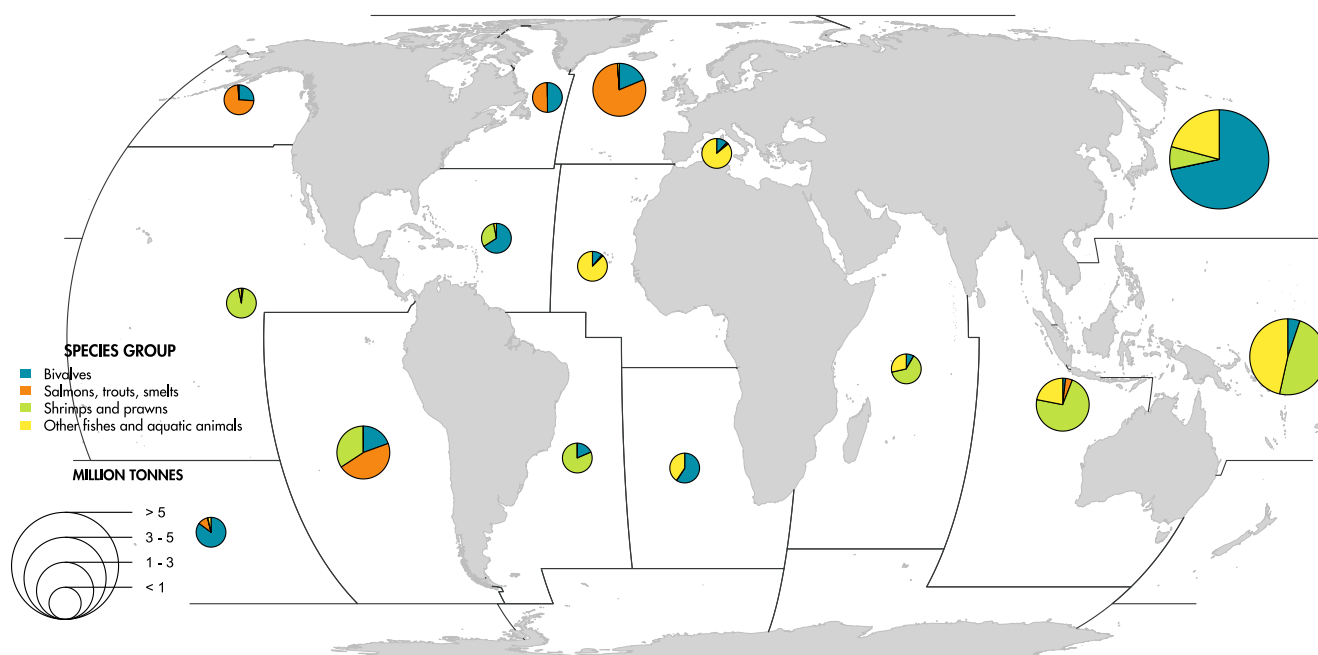 SPECIES GROUP
Bivalves
Salmons, trouts, smelts
Shrimps and prawns
Other fishes and aquatic animals
MILLION TONNES
> 5
3 - 5
1 - 3
< 1